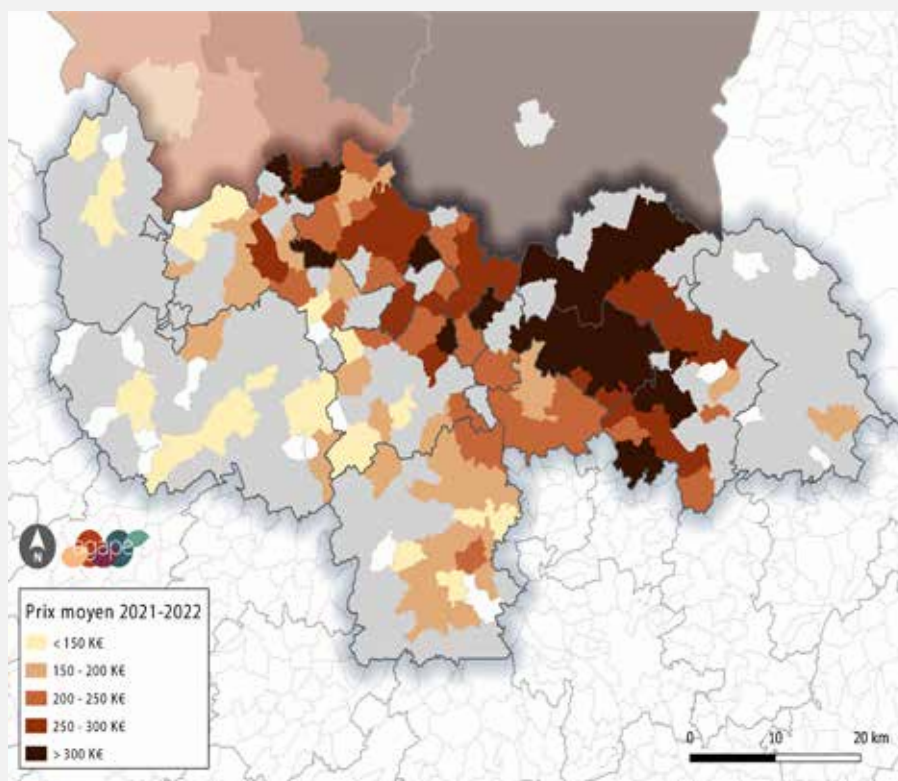 N
agape
Prix moyen 2021-2022
< 150 K€
150 - 200 K€
200 - 250 K€
250 - 300 K€
> 300 K€
0 10 20 km